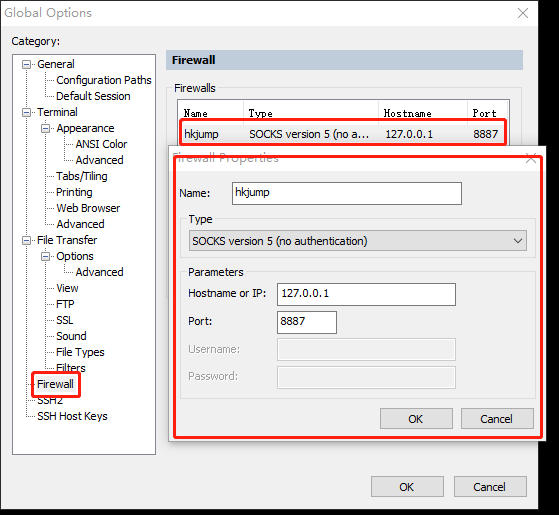 Global Options
Category:
General
Configuration Paths
Default Session
Terminal
Appearance
ANSI Color
Advanced
Tabs/Tiling
Printing
Web Browser
Advanced
File Transfer
Options
Advanced
View
FTP
SSL
Sound
File Types
Filters
Firewall
SSH2
SSH Host Keys
Firewall
Firewalls
Name Type Hostname Port
hkjump SOCKS version 5 (no a... 127.0.0.1 8887
Firewall Properties
Name: hkjump
Type
SOCKS version 5 (no authentication)
Parameters
Hostname or IP: 127.0.0.1
Port: 8887
Username:
Password:
OK Cancel
OK Cancel